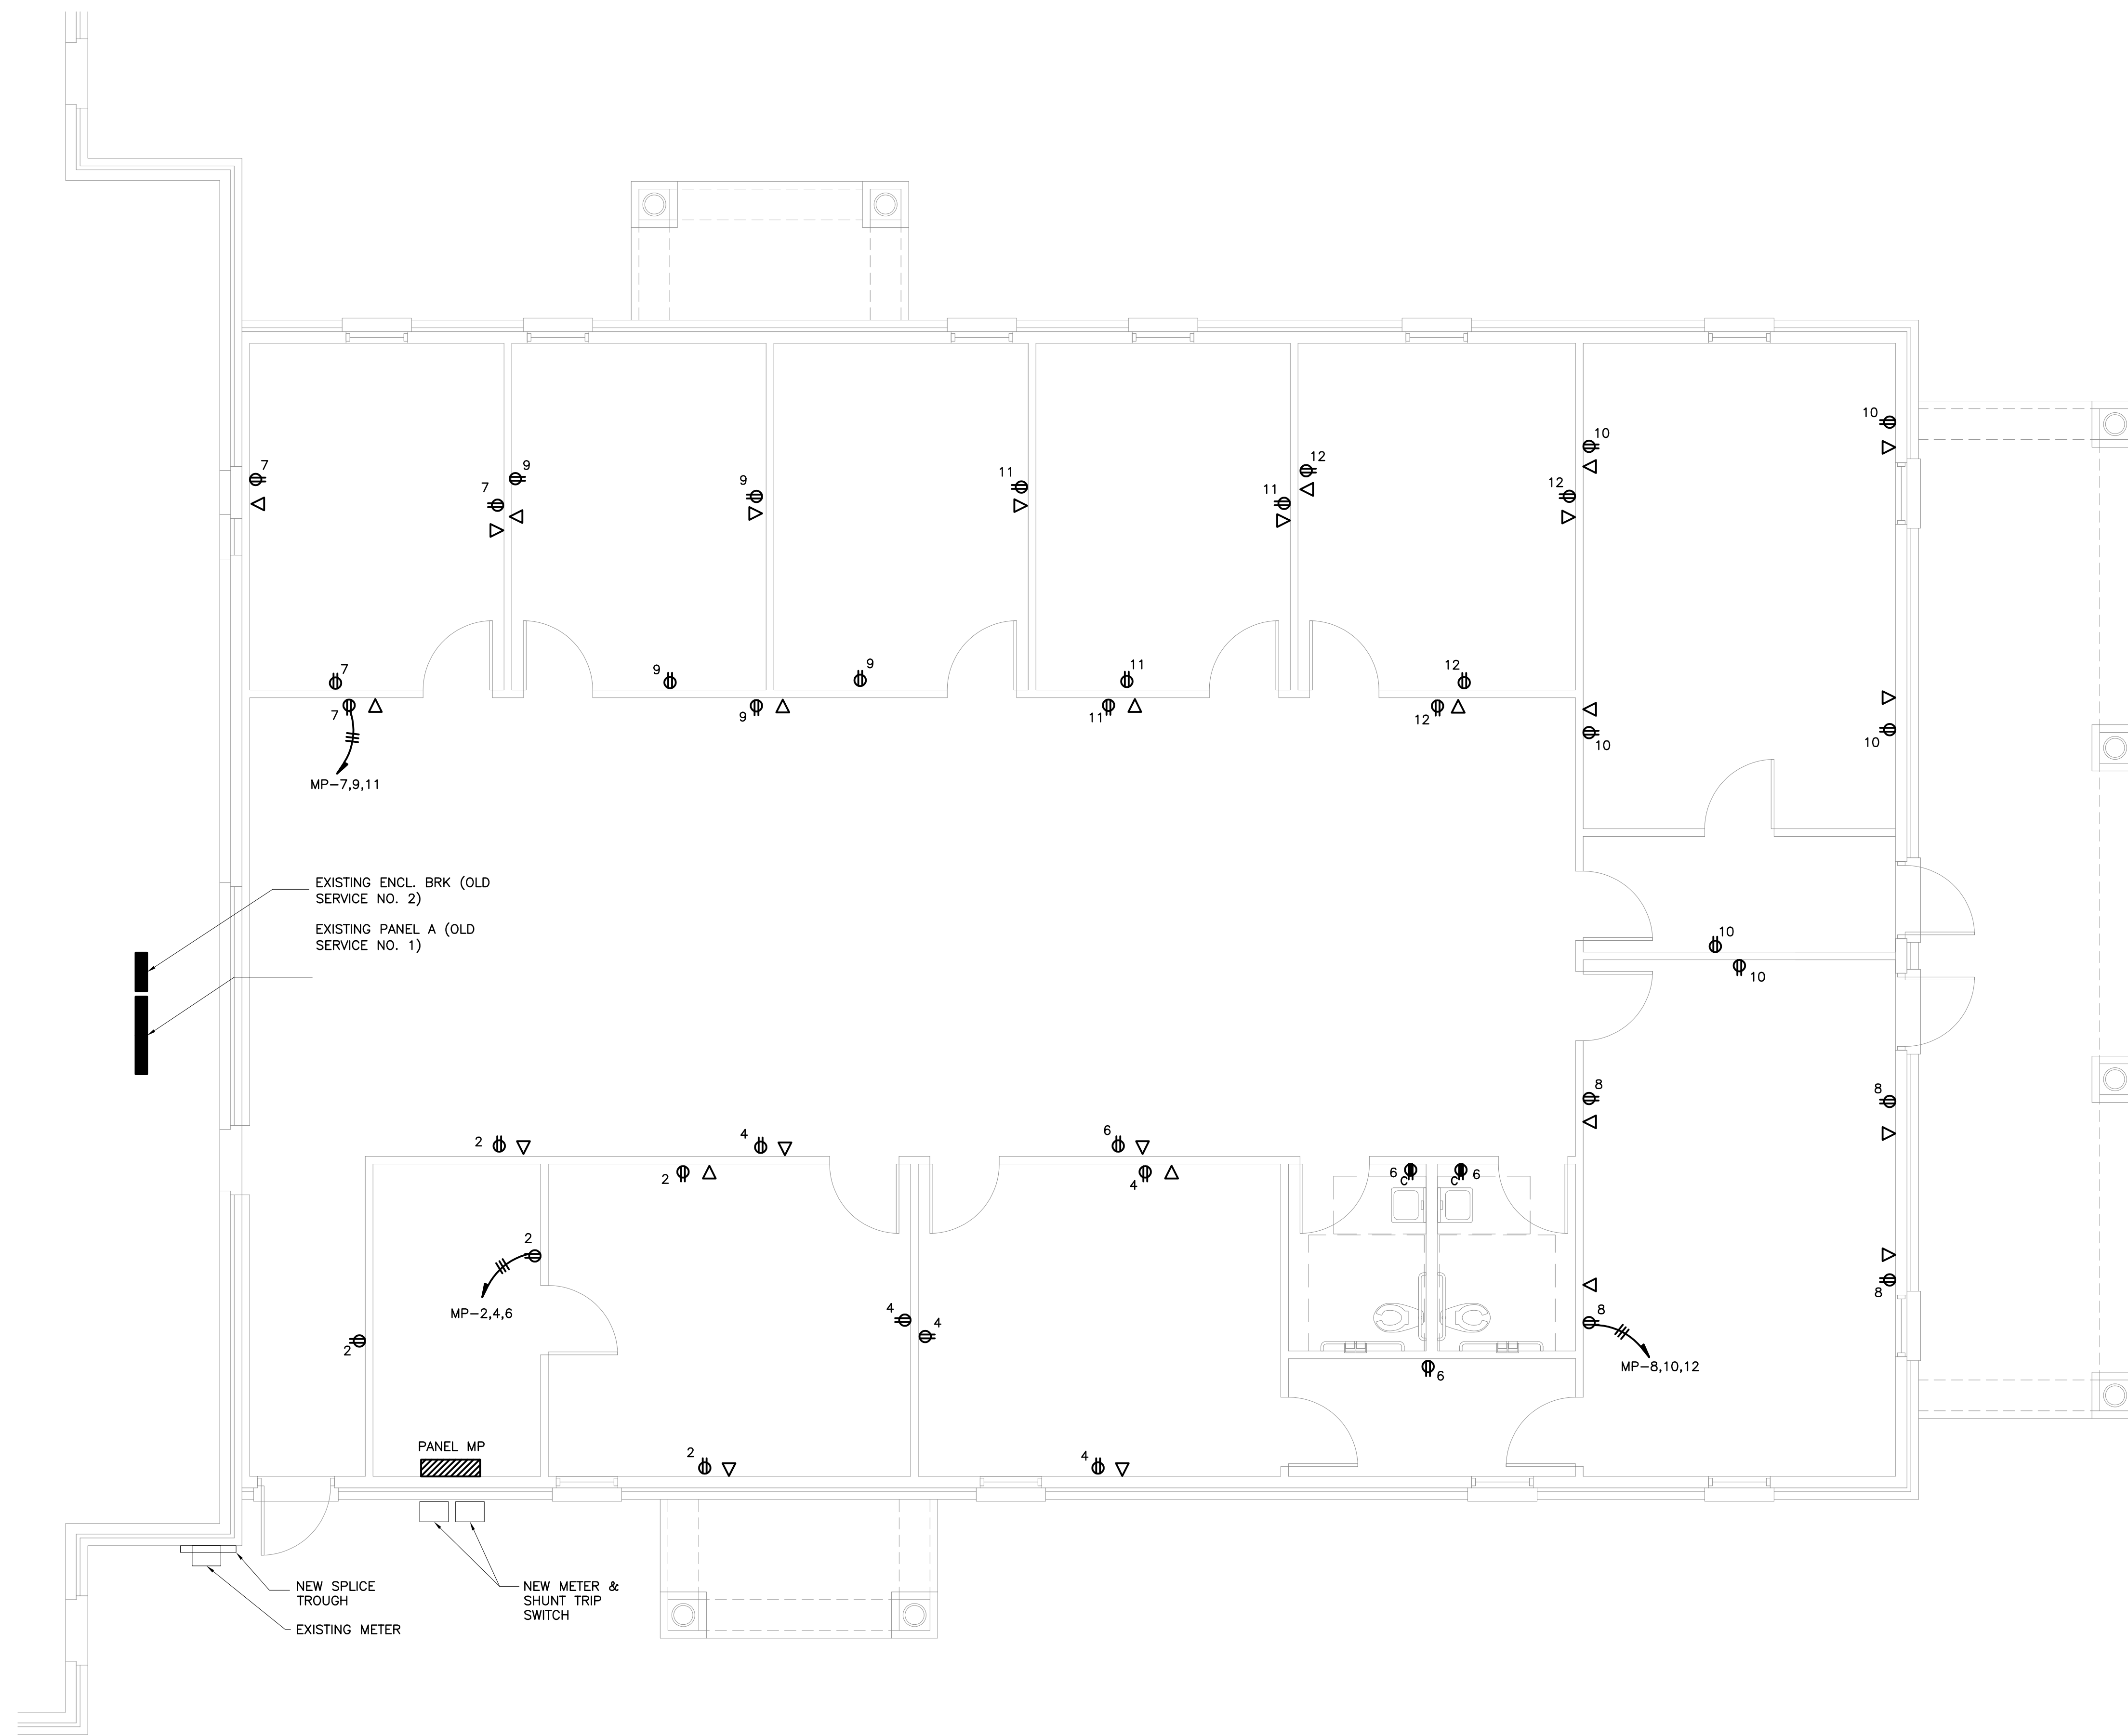 10
10
7
9
12
7
9
11
11
12
7
9
9
11
12
7
9
11
12
10
10
MP-7,9,11
EXISTING ENCL. BRK (OLD
SERVICE NO. 2)
EXISTING PANEL A (OLD
SERVICE NO. 1)
10
10
8
8
2
4
6
2
4
6
C
C
6
2
MP-2,4,6
4
4
2
8
8
MP-8,10,12
6
PANEL MP
2
4
NEW SPLICE
TROUGH
EXISTING METER
NEW METER &
SHUNT TRIP
SWITCH